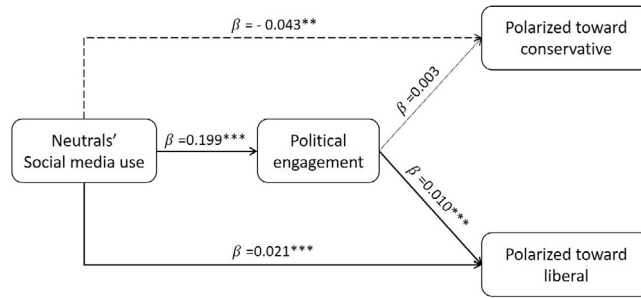 β = - 0.043**
Polarized toward
conservative
β =0.003
Neutrals'
Social media use
β =0.199***
Political
engagement
β =0.010***
β =0.021***
Polarized toward
liberal